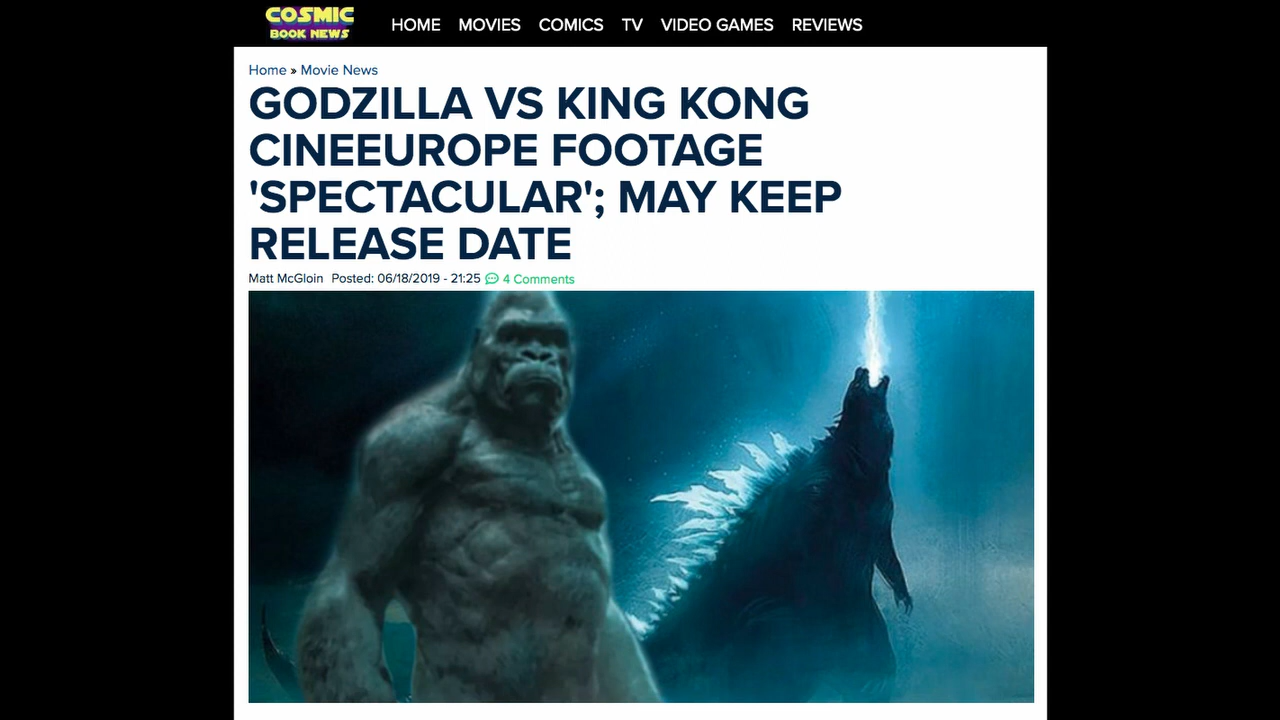 COSMIC
BOOK NEWS
HOME MOVIES COMICS TV VIDEO GAMES REVIEWS
Home » Movie News
GODZILLA VS KING KONG
CINEEUROPE FOOTAGE
'SPECTACULAR'; MAY KEEP
RELEASE DATE
Matt McGloin Posted: 06/18/2019 - 21:25 4 Comments